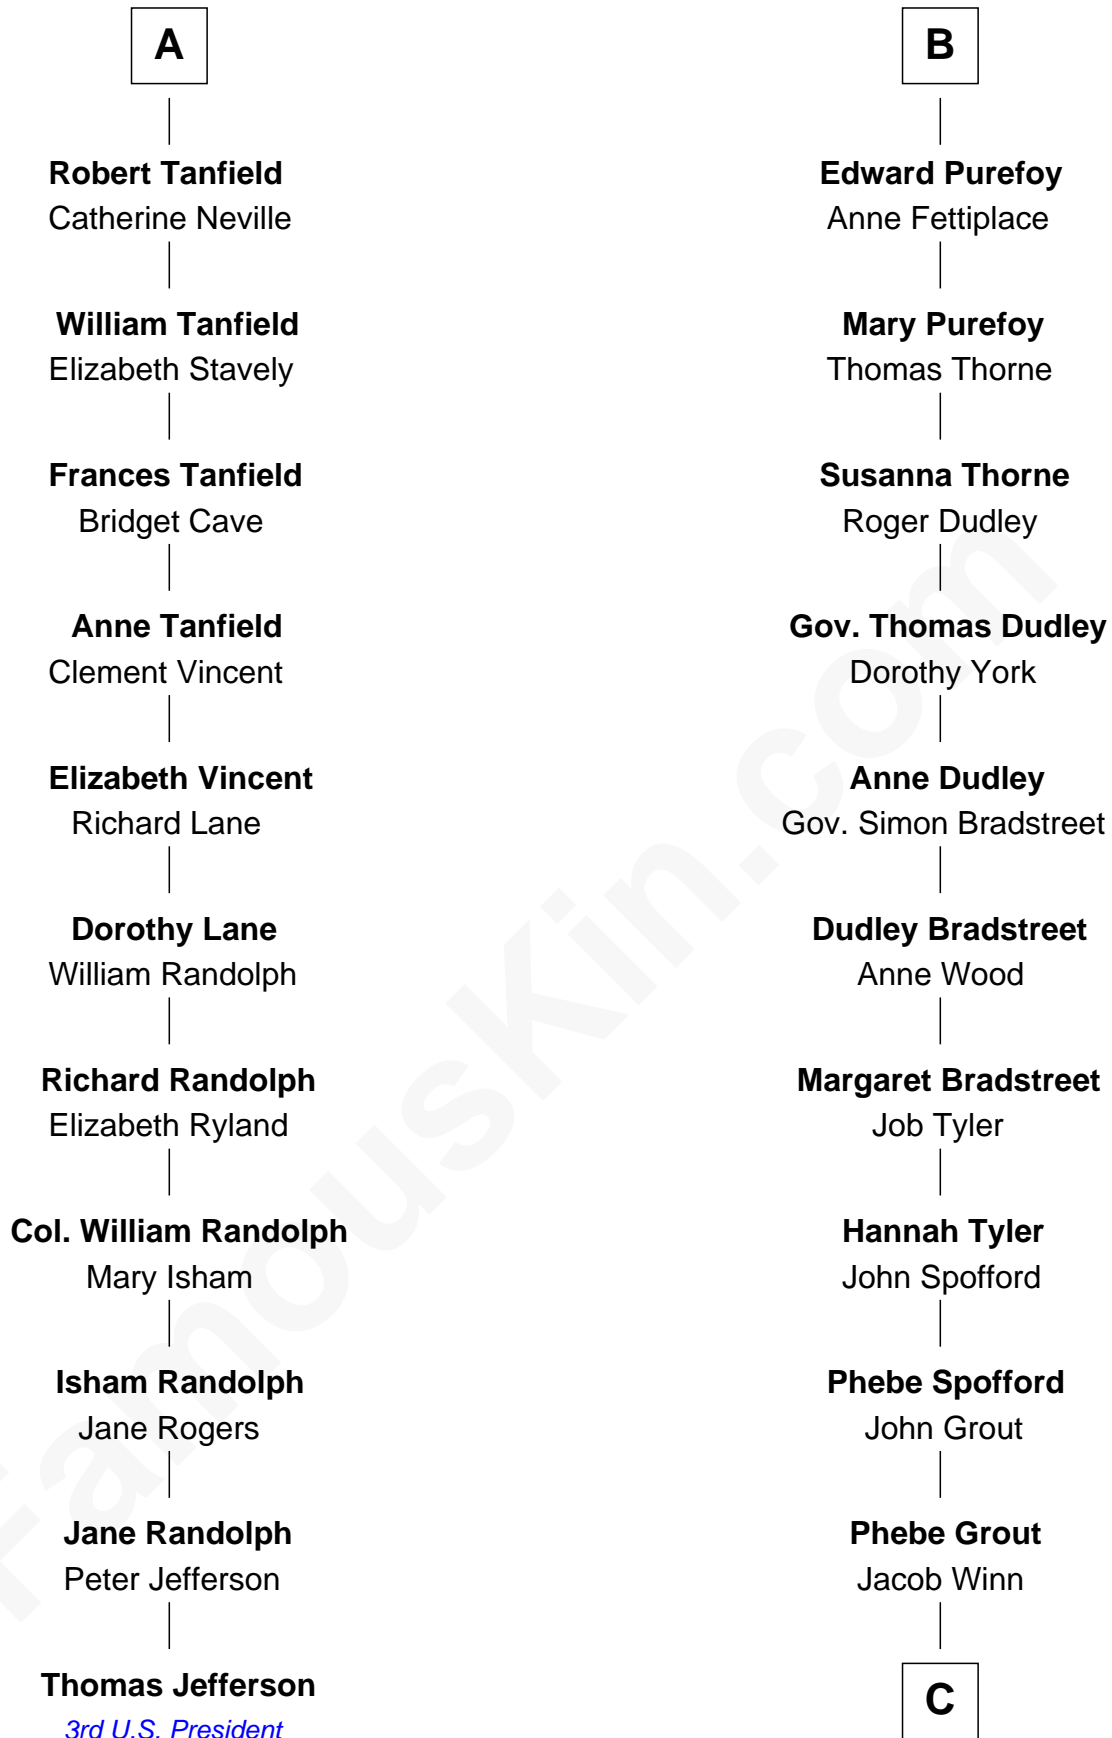 A
Robert Tanfield
Catherine Neville
William Tanfield
Elizabeth Stavely
Frances Tanfield
Bridget Cave
Anne Tanfield
Clement Vincent
Elizabeth Vincent
Richard Lane
Dorothy Lane
William Randolph
Richard Randolph
Elizabeth Ryland
Col. William Randolph
Mary Isham
Isham Randolph
Jane Rogers
Jane Randolph
Peter Jefferson
Thomas Jefferson
3rd U.S. President
B
Edward Purefoy
Anne Fettiplace
Mary Purefoy
Thomas Thorne
Susanna Thorne
Roger Dudley
Gov. Thomas Dudley
Dorothy York
Anne Dudley
Gov. Simon Bradstreet
Dudley Bradstreet
Anne Wood
Margaret Bradstreet
Job Tyler
Hannah Tyler
John Spofford
Phebe Spofford
John Grout
Phebe Grout
Jacob Winn
C
FamousKin.com